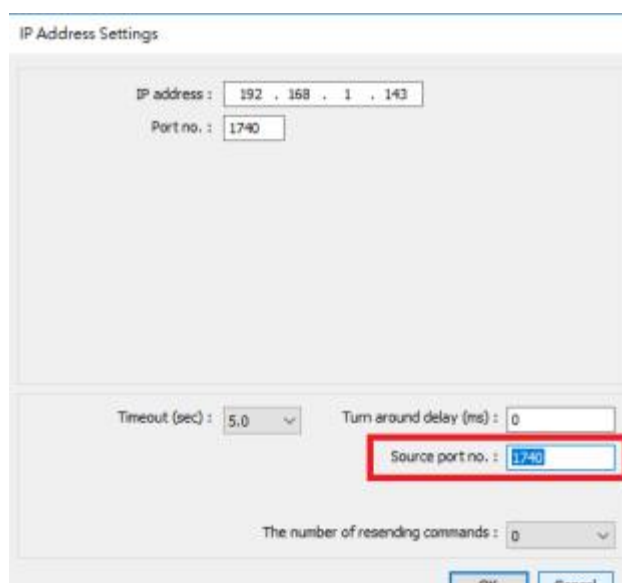 IP Address Settings
IP address : 192 . 168 . 1 . 143
Port no. : 1740
Timeout (sec) : 5.0 Turn around delay (ms) : 0
Source port no. : 1740
The number of resending commands : 0
OK Cancel